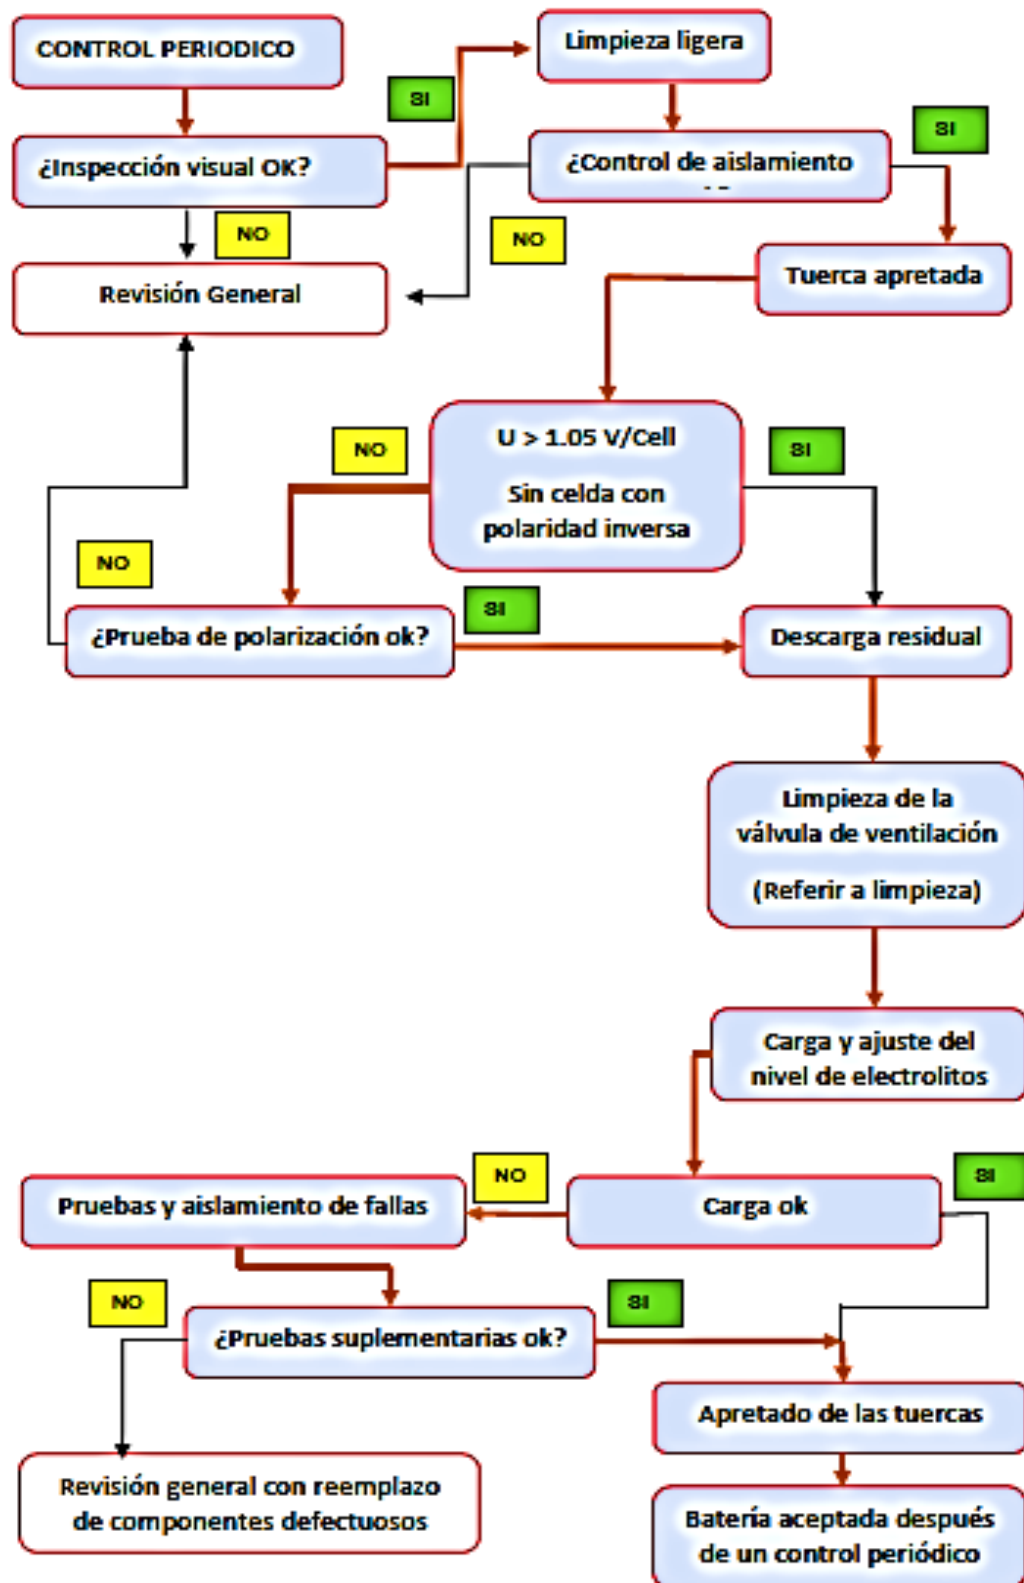 CONTROL PERIODICO
Limpieza ligera
SI
SI
¿Inspección visual OK?
¿Control de aislamiento
NO
NO
Revisión General
Tuerca apretada
U > 1.05 V/Cell
Sin celda con
polaridad inversa
NO
SI
NO
SI
¿Prueba de polarización ok?
Descarga residual
Limpieza de la
válvula de ventilación
(Referir a limpieza)
Carga y ajuste del
nivel de electrolitos
NO
SI
Pruebas y aislamiento de fallas
Carga ok
NO
SI
¿Pruebas suplementarias ok?
Apretado de las tuercas
Revisión general con reemplazo
de componentes defectuosos
Batería aceptada después
de un control periódico